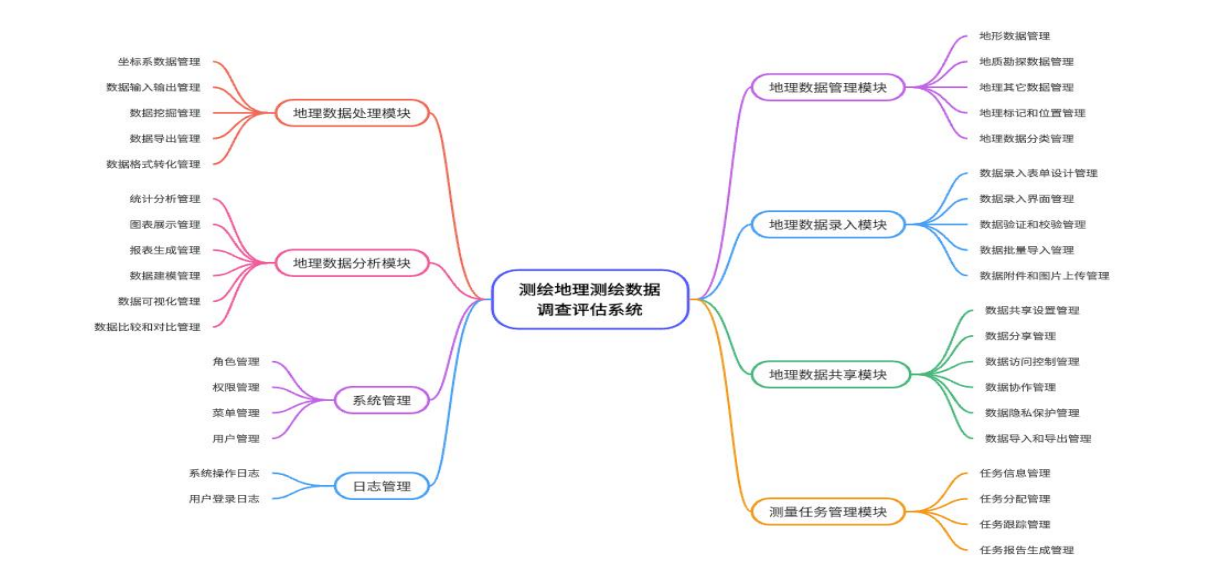 测绘地理测绘数据
调查评估系统
地理数据处理模块
坐标系数据管理
数据输入输出管理
数据挖掘管理
数据导出管理
数据格式转化管理
地理数据分析模块
统计分析管理
图表展示管理
报表生成管理
数据建模管理
数据可视化管理
数据比较和对比管理
系统管理
角色管理
权限管理
菜单管理
用户管理
日志管理
系统操作日志
用户登录日志
地理数据管理模块
地形数据管理
地质勘探数据管理
地理其它数据管理
地理标记和位置管理
地理数据分类管理
地理数据录入模块
数据录入表单设计管理
数据录入界面管理
数据验证和校验管理
数据批量导入管理
数据附件和图片上传管理
地理数据共享模块
数据共享设置管理
数据分享管理
数据访问控制管理
数据协作管理
数据隐私保护管理
数据导入和导出管理
测量任务管理模块
任务信息管理
任务分配管理
任务跟踪管理
任务报告生成管理